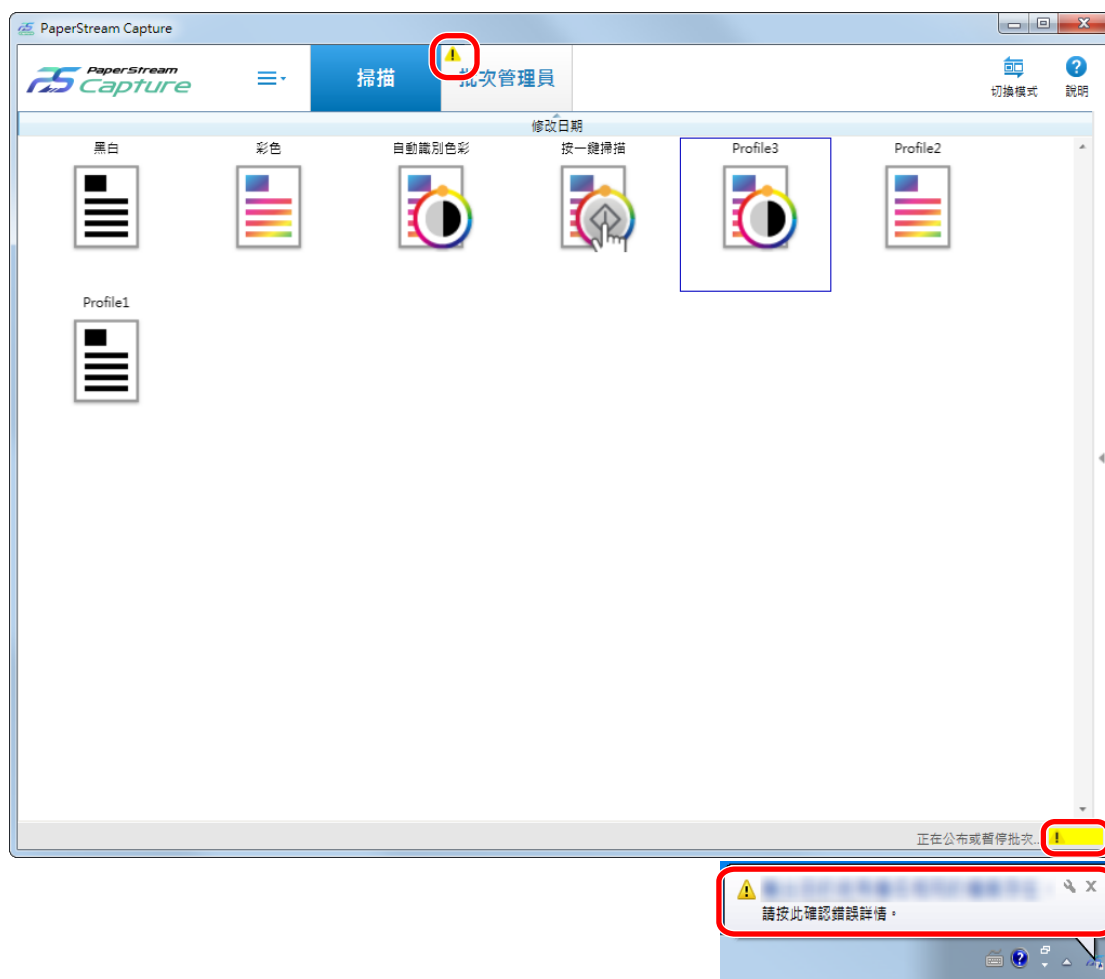 PaperStream Capture
PaperStream
Capture
掃描
批次管理員
切換模式
說明
修改日期
黑白
彩色
自動識別色彩
按一鍵掃描
Profile3
Profile2
Profile1
正在公布或暫停批次...
請按此確認錯誤詳情。